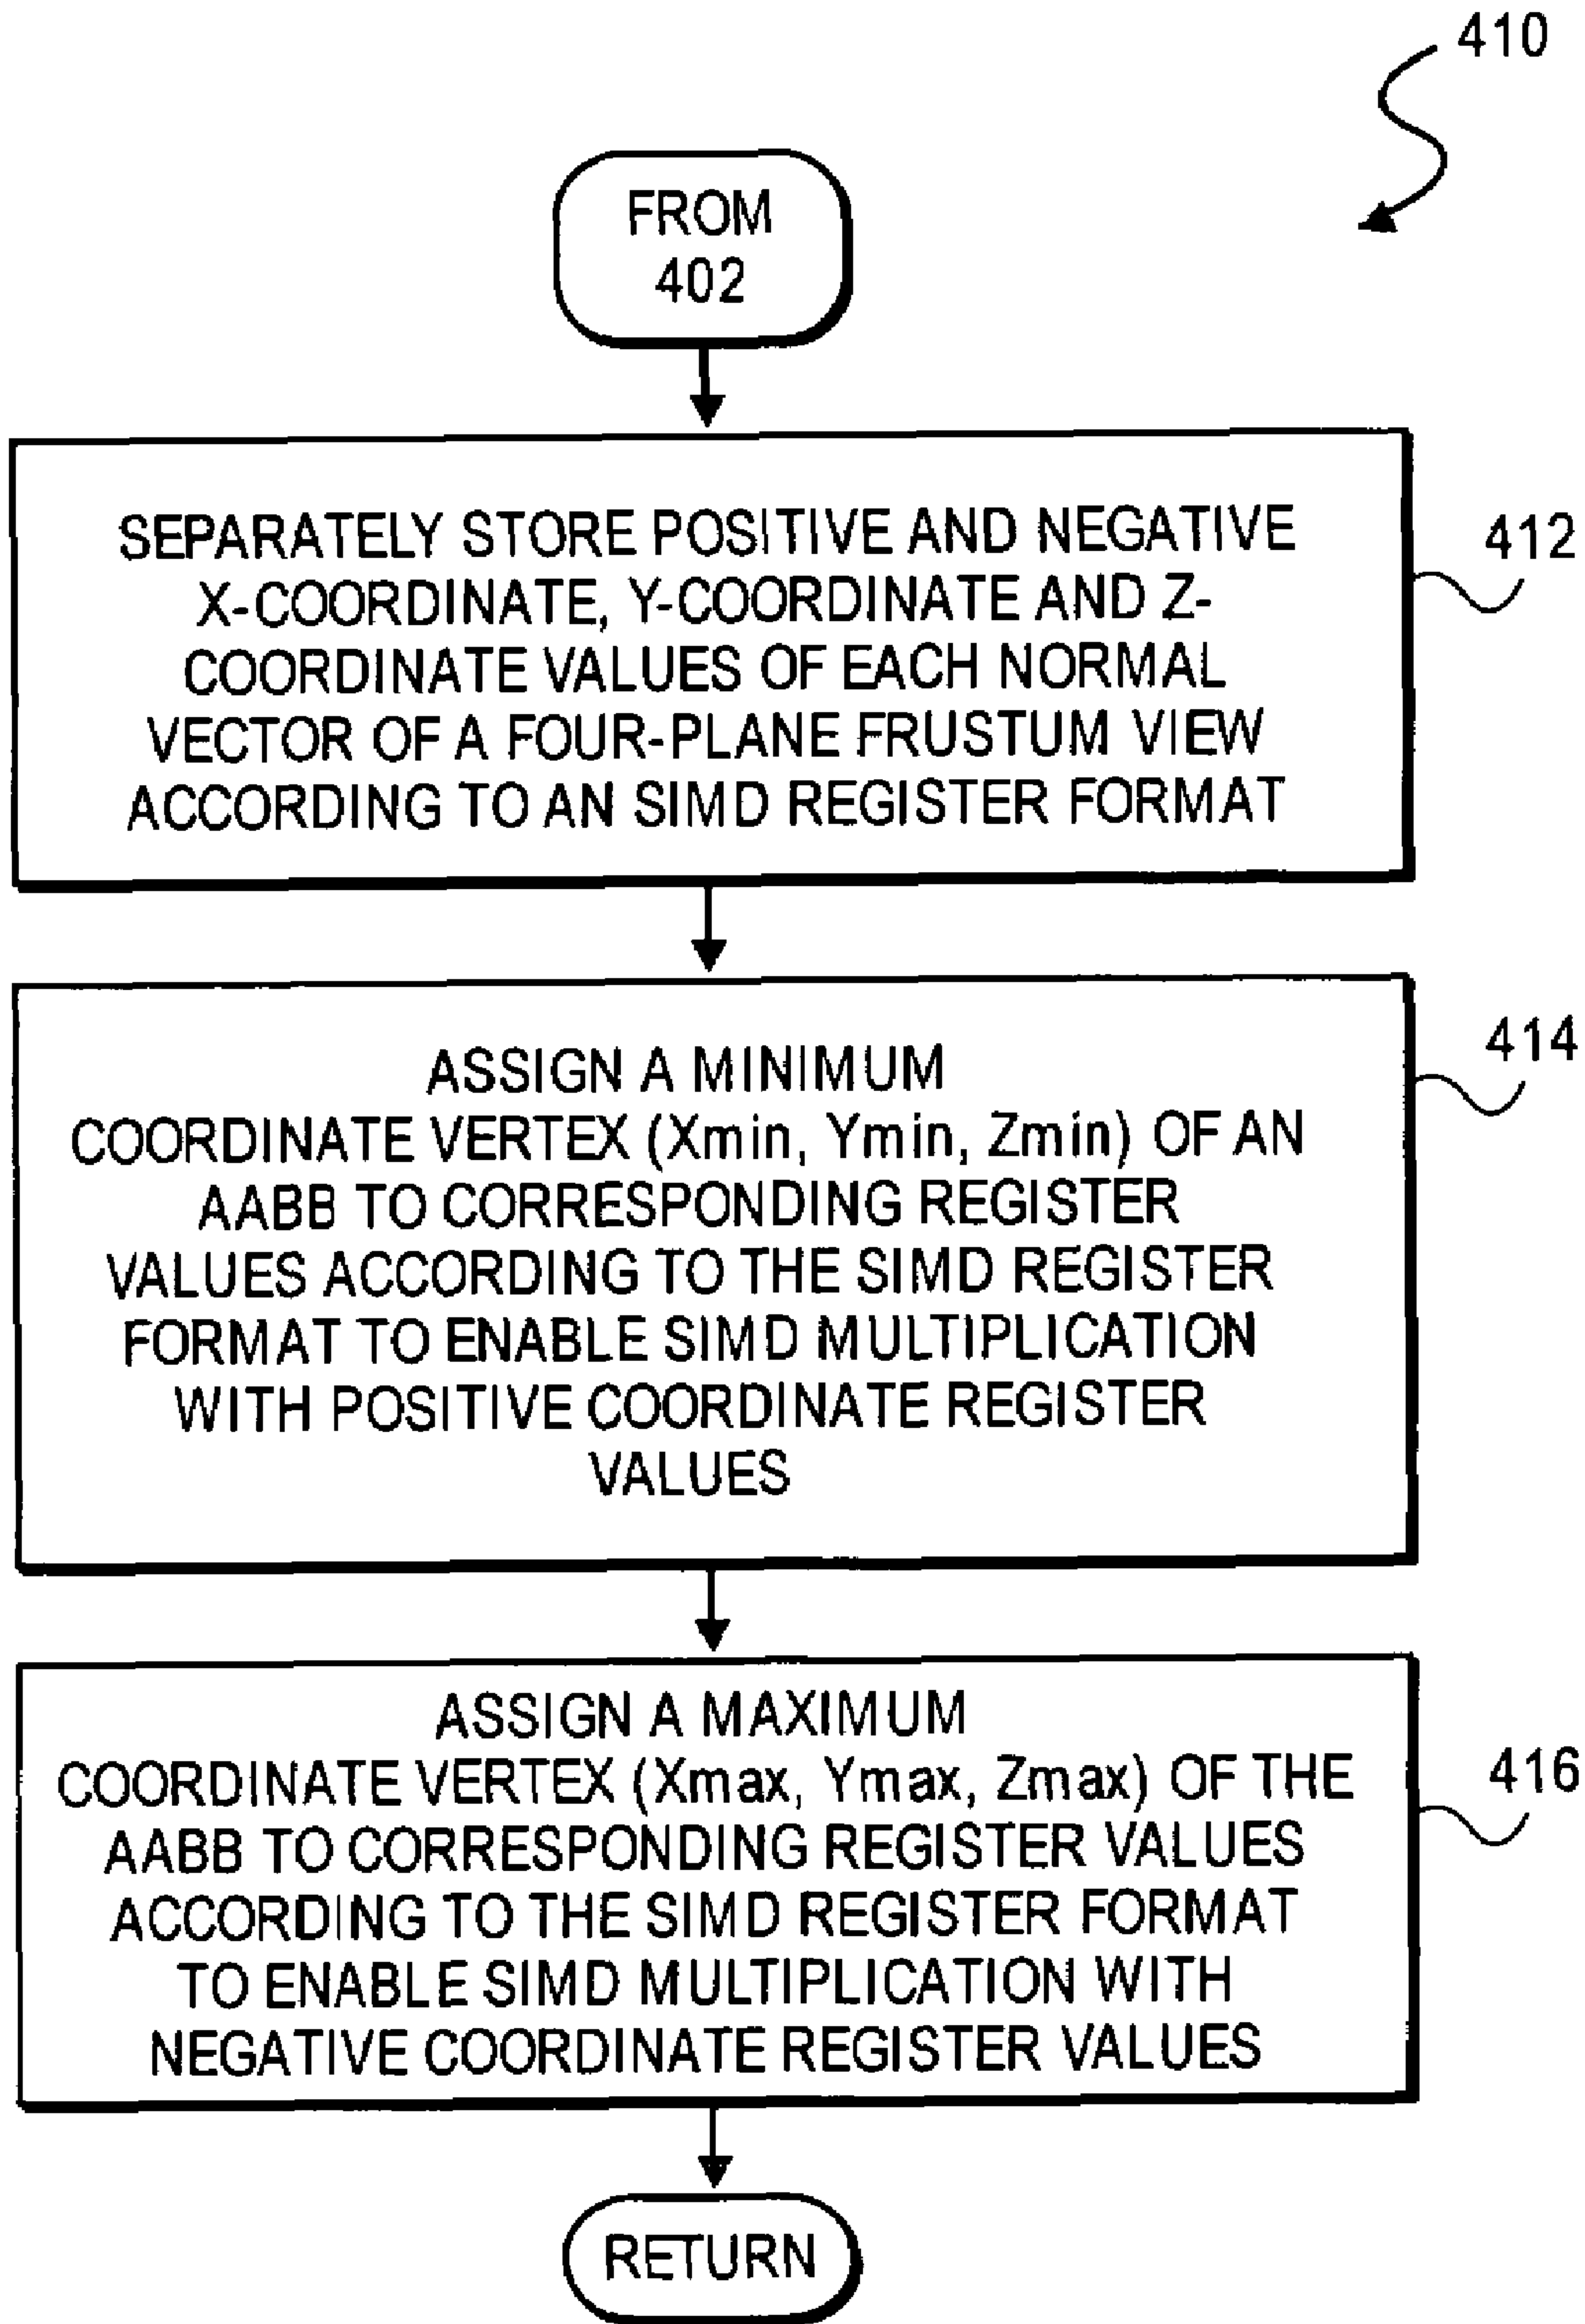 410
FROM
402
SEPARATELY STORE POSITIVE AND NEGATIVE
X-COORDINATE, Y-COORDINATE AND Z-
COORDINATE VALUES OF EACH NORMAL
VECTOR OF A FOUR-PLANE FRUSTUM VIEW
ACCORDING TO AN SIMD REGISTER FORMAT
412
ASSIGN A MINIMUM
COORDINATE VERTEX (Xmin, Ymin, Zmin) OF AN
AABB TO CORRESPONDING REGISTER
VALUES ACCORDING TO THE SIMD REGISTER
FORMAT TO ENABLE SIMD MULTIPLICATION
WITH POSITIVE COORDINATE REGISTER
VALUES
414
ASSIGN A MAXIMUM
COORDINATE VERTEX (Xmax, Ymax, Zmax) OF THE
AABB TO CORRESPONDING REGISTER VALUES
ACCORDING TO THE SIMD REGISTER FORMAT
TO ENABLE SIMD MULTIPLICATION WITH
NEGATIVE COORDINATE REGISTER VALUES
416
RETURN